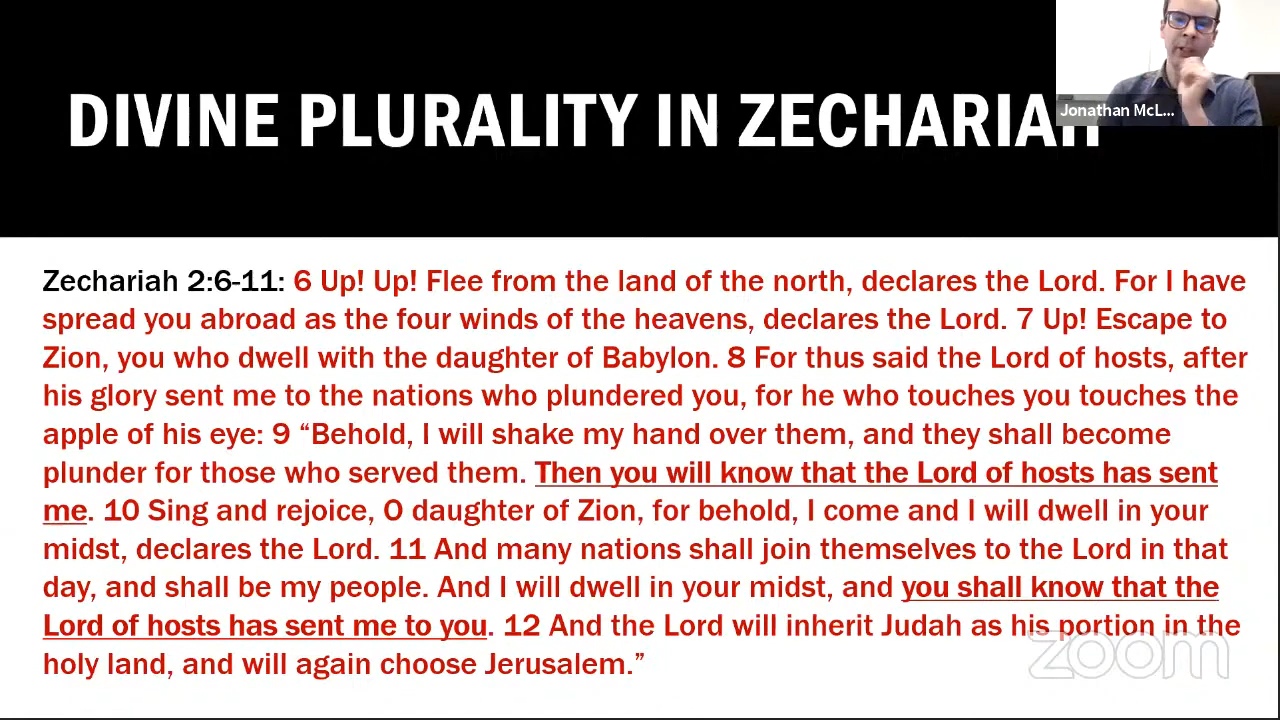 DIVINE PLURALITY IN ZECHARIAH
Jonathan McL...
Zechariah 2:6-11: 6 Up! Up! Flee from the land of the north, declares the Lord. For I have
spread you abroad as the four winds of the heavens, declares the Lord. 7 Up! Escape to
Zion, you who dwell with the daughter of Babylon. 8 For thus said the Lord of hosts, after
his glory sent me to the nations who plundered you, for he who touches you touches the
apple of his eye: 9 “Behold, I will shake my hand over them, and they shall become
plunder for those who served them. Then you will know that the Lord of hosts has sent
me. 10 Sing and rejoice, O daughter of Zion, for behold, I come and I will dwell in your
midst, declares the Lord. 11 And many nations shall join themselves to the Lord in that
day, and shall be my people. And I will dwell in your midst, and you shall know that the
Lord of hosts has sent me to you. 12 And the Lord will inherit Judah as his portion in the
holy land, and will again choose Jerusalem.”
zoom